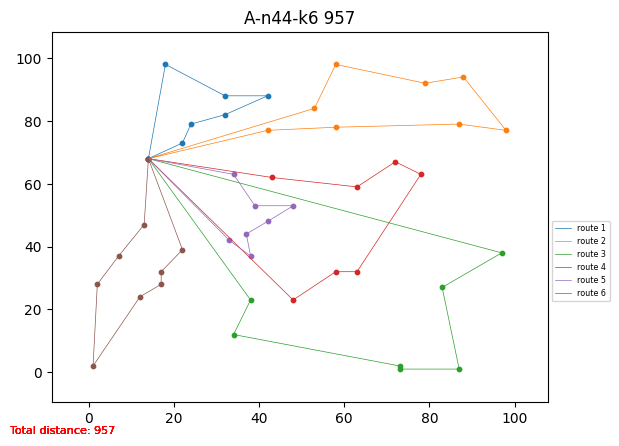 A-n44-k6 957
100
80
60
40
20
0
0 20 40 60 80 100
route 1
route 2
route 3
route 4
route 5
route 6
Total distance: 957